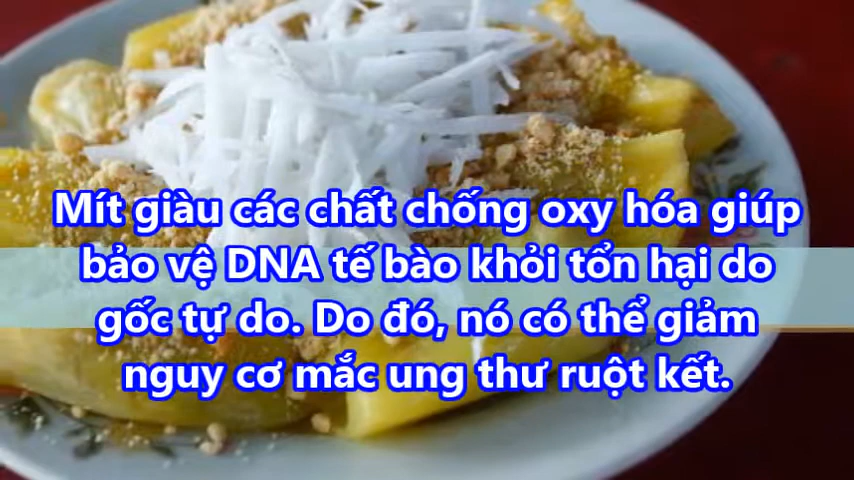 Mít giàu các chất chống oxy hóa giúp
bảo vệ DNA tế bào khỏi tổn hại do
gốc tự do. Do đó, nó có thể giảm
nguy cơ mắc ung thư ruột kết.